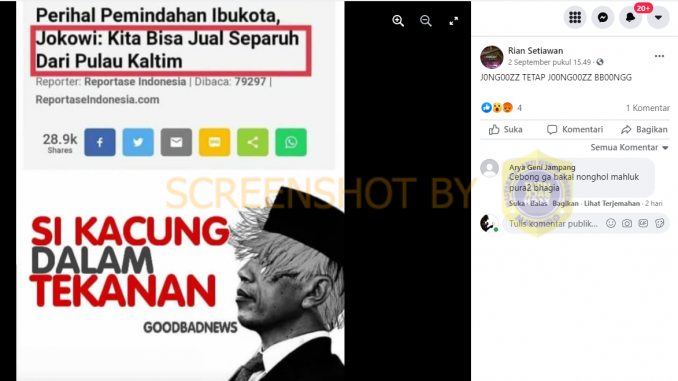 Perihal Pemindahan Ibukota,
Jokowi: Kita Bisa Jual Separuh
Dari Pulau Kaltim
Reporter: Reportase Indonesia | Dibaca: 79297 |
ReportaseIndonesia.com
28.9k
Shares
SI KACUNG
DALAM
TEKANAN
GOODBADNEWS
SCREENSHOT BY
20+
Rian Setiawan
2 September pukul 15.49 ·
J0NG00ZZ TETAP J00NG00ZZ BB00NGG
4
1 Komentar
Suka
Komentari
Bagikan
Semua Komentar
Arya Geni Jampang
Cebong ga bakal nonghol mahluk
pura2 bhagia
Suka · Balas · Bagikan · Lihat Terjemahan · 2 hari
Tulis komentar publik...